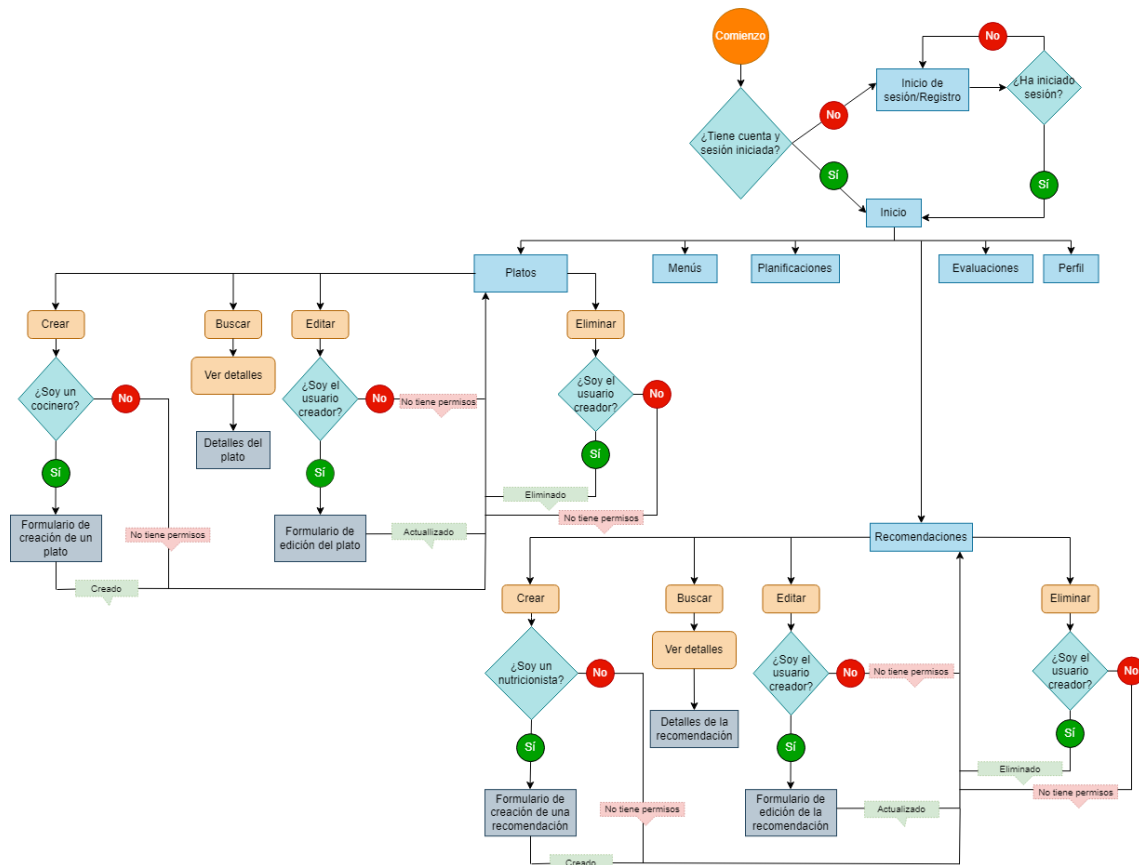 Comienzo
No
¿Ha iniciado
sesión?
Inicio de
sesión/Registro
No
¿Tiene cuenta y
sesión iniciada?
Sí
Sí
Inicio
Platos
Menús
Planificaciones
Evaluaciones
Perfil
Crear
Buscar
Editar
Eliminar
¿Soy un
cocinero?
No
Ver detalles
¿Soy el
usuario
creador?
No
No tiene permisos
¿Soy el
usuario
creador?
No
Sí
Detalles del
plato
Sí
Sí
Eliminado
Formulario de
creación de un
plato
No tiene permisos
Formulario de
edición del plato
Actuallizado
No tiene permisos
Creado
Recomendaciones
Crear
Buscar
Editar
Eliminar
¿Soy un
nutricionista?
No
Ver detalles
¿Soy el
usuario
creador?
No
No tiene permisos
¿Soy el
usuario
creador?
No
Sí
Detalles de la
recomendación
Sí
Sí
Eliminado
No tiene permisos
Formulario de
creación de una
recomendación
No tiene permisos
Formulario de
edición de la
recomendación
Actualizado
Creado